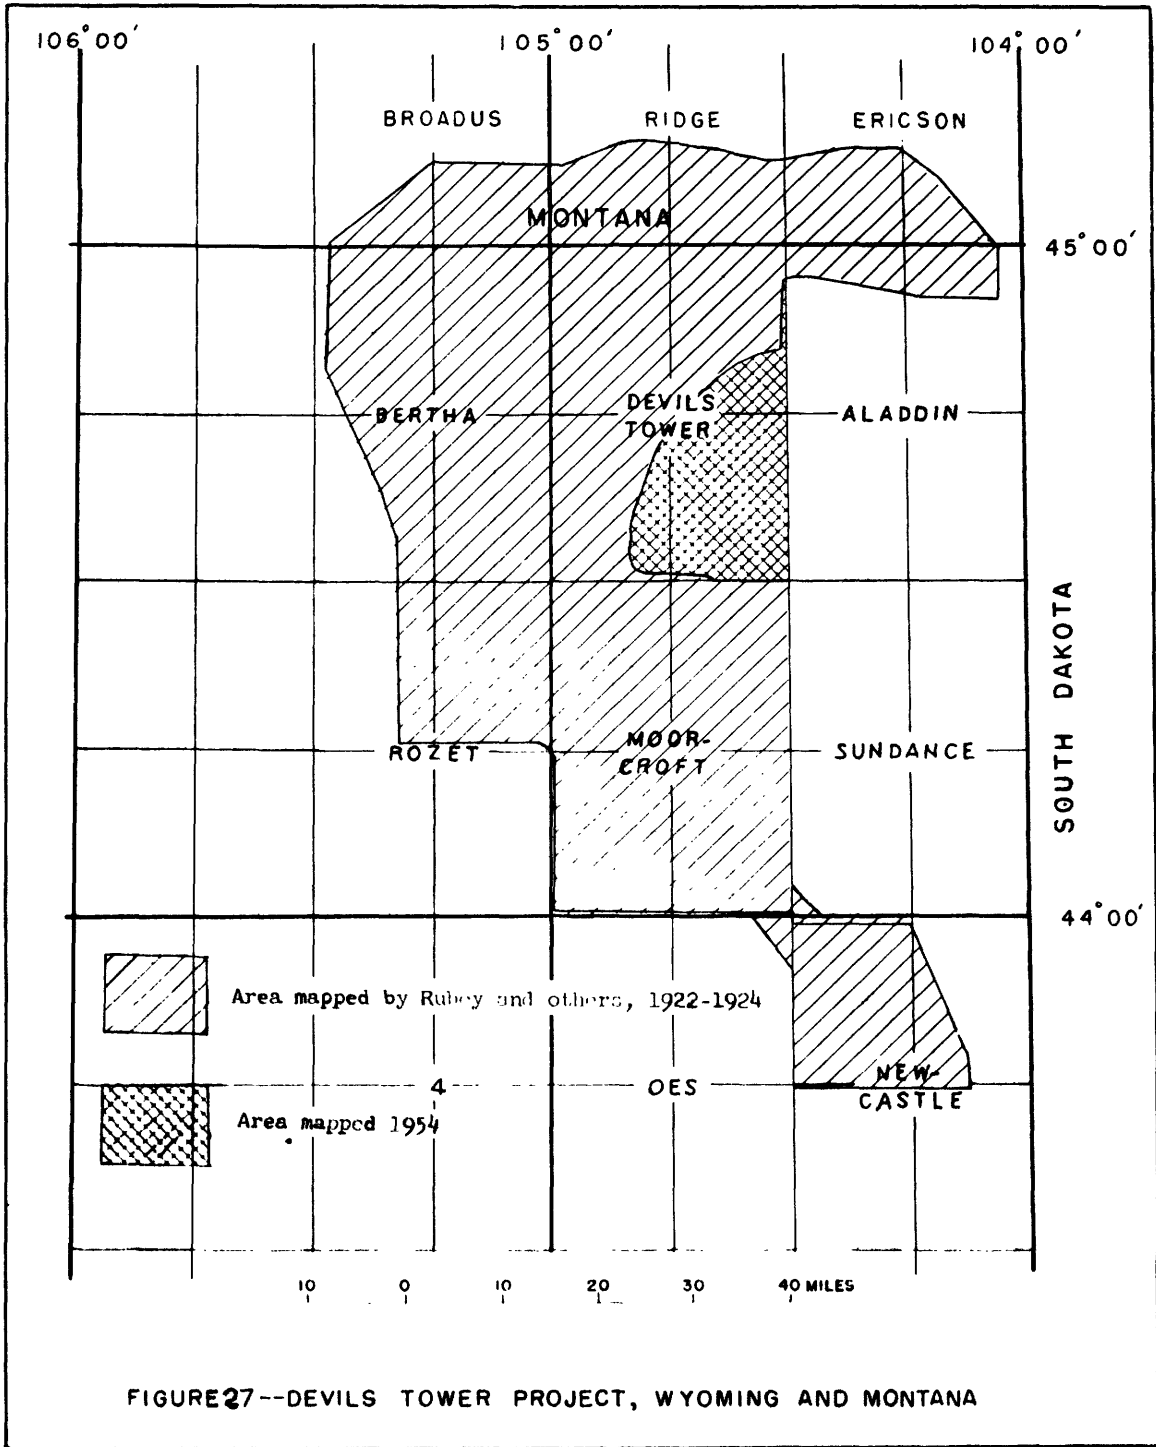 106°00′ 105°00′ 104°00′
BROADUS RIDGE ERICSON
MONTANA
45°00′
BERTHA
DEVILS
TOWER
ALADDIN
SOUTH DAKOTA
ROZET
MOOR-
CROFT
SUNDANCE
44°00′
Area mapped by Rubey and others, 1922-1924
4 OES
NEW-
CASTLE
Area mapped 1954
10 0 10 20 30 40 MILES
FIGURE 27--DEVILS TOWER PROJECT, WYOMING AND MONTANA